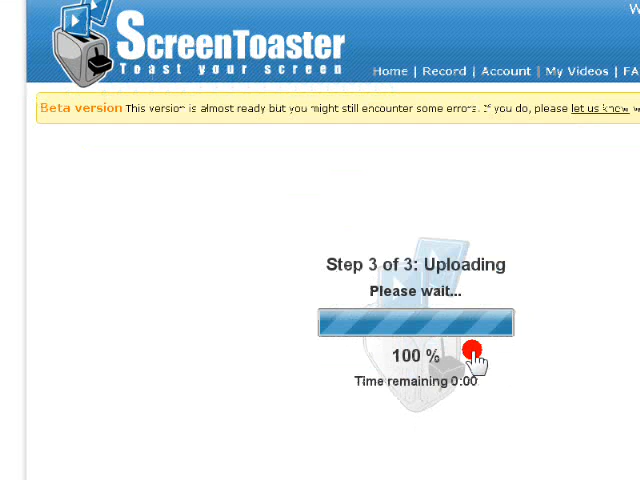 W
ScreenToaster
Toast your screen
Home | Record | Account | My Videos | FA
Beta version This version is almost ready but you might still encounter some errors. If you do, please let us know w
Step 3 of 3: Uploading
Please wait...
100 %
Time remaining 0:00